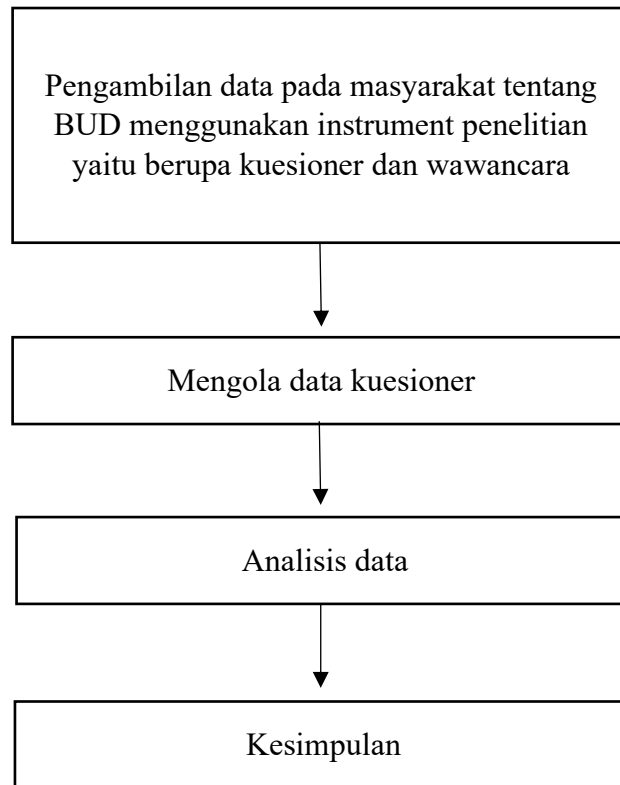 Pengambilan data pada masyarakat tentang
BUD menggunakan instrument penelitian
yaitu berupa kuesioner dan wawancara
Mengola data kuesioner
Analisis data
Kesimpulan